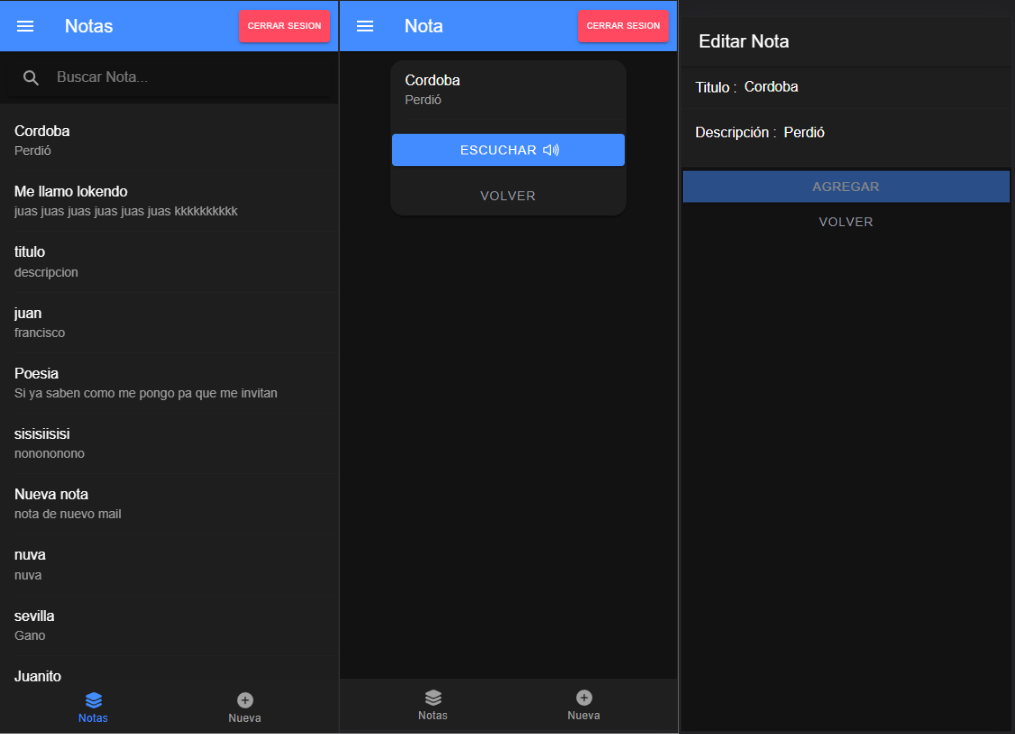 Notas
CERRAR SESION
Buscar Nota...
Cordoba
Perdió
Me llamo lokendo
juas juas juas juas juas juas kkkkkkkkkk
titulo
descripcion
juan
francisco
Poesia
Si ya saben como me pongo pa que me invitan
sisisiisisi
nonononono
Nueva nota
nota de nuevo mail
nuva
nuva
sevilla
Gano
Juanito
Notas
Nueva
Nota
CERRAR SESION
Cordoba
Perdió
ESCUCHAR
VOLVER
Notas
Nueva
Editar Nota
Titulo : Cordoba
Descripción : Perdió
AGREGAR
VOLVER